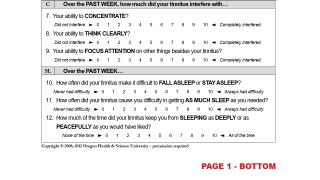 C Over the PAST WEEK, how much did your tinnitus interfere with…
7. Your ability to CONCENTRATE?
Did not interfere ► 0 1 2 3 4 5 6 7 8 9 10 ◄ Completely interfered
8. Your ability to THINK CLEARLY?
Did not interfere ► 0 1 2 3 4 5 6 7 8 9 10 ◄ Completely interfered
9. Your ability to FOCUS ATTENTION on other things besides your tinnitus?
Did not interfere ► 0 1 2 3 4 5 6 7 8 9 10 ◄ Completely interfered
SL Over the PAST WEEK…
10. How often did your tinnitus make it difficult to FALL ASLEEP or STAY ASLEEP?
Never had difficulty ► 0 1 2 3 4 5 6 7 8 9 10 ◄ Always had difficulty
11. How often did your tinnitus cause you difficulty in getting AS MUCH SLEEP as you needed?
Never had difficulty ► 0 1 2 3 4 5 6 7 8 9 10 ◄ Always had difficulty
12. How much of the time did your tinnitus keep you from SLEEPING as DEEPLY or as
PEACEFULLY as you would have liked?
None of the time ► 0 1 2 3 4 5 6 7 8 9 10 ◄ All of the time
Copyright © 2008, 2012 Oregon Health & Science University – permission required
PAGE 1 - BOTTOM